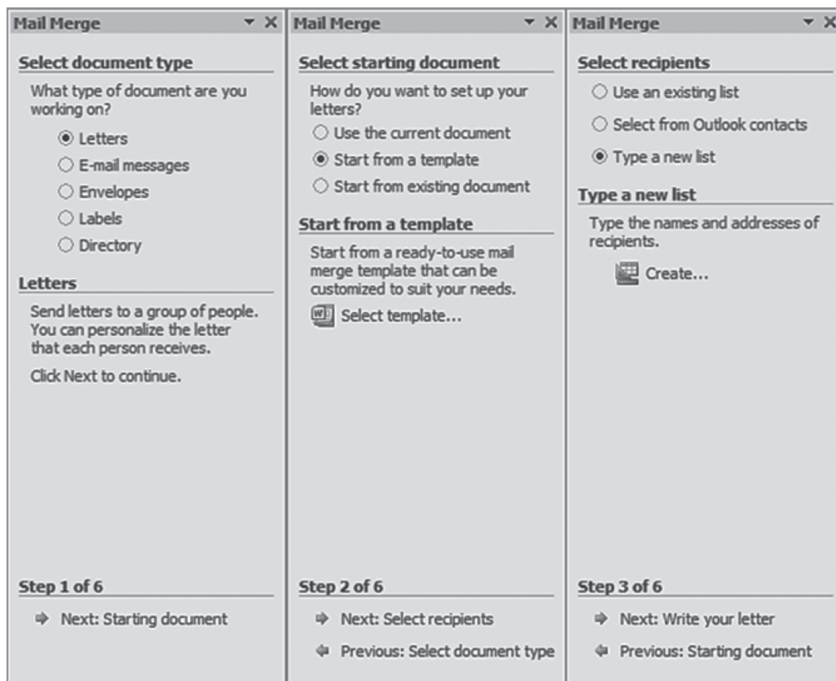 Mail Merge
Select document type
What type of document are you
working on?
Letters
E-mail messages
Envelopes
Labels
Directory
Letters
Send letters to a group of people.
You can personalize the letter
that each person receives.
Click Next to continue.
Step 1 of 6
Next: Starting document
Mail Merge
Select starting document
How do you want to set up your
letters?
Use the current document
Start from a template
Start from existing document
Start from a template
Start from a ready-to-use mail
merge template that can be
customized to suit your needs.
Select template...
Step 2 of 6
Next: Select recipients
Previous: Select document type
Mail Merge
Select recipients
Use an existing list
Select from Outlook contacts
Type a new list
Type a new list
Type the names and addresses of
recipients.
Create...
Step 3 of 6
Next: Write your letter
Previous: Starting document